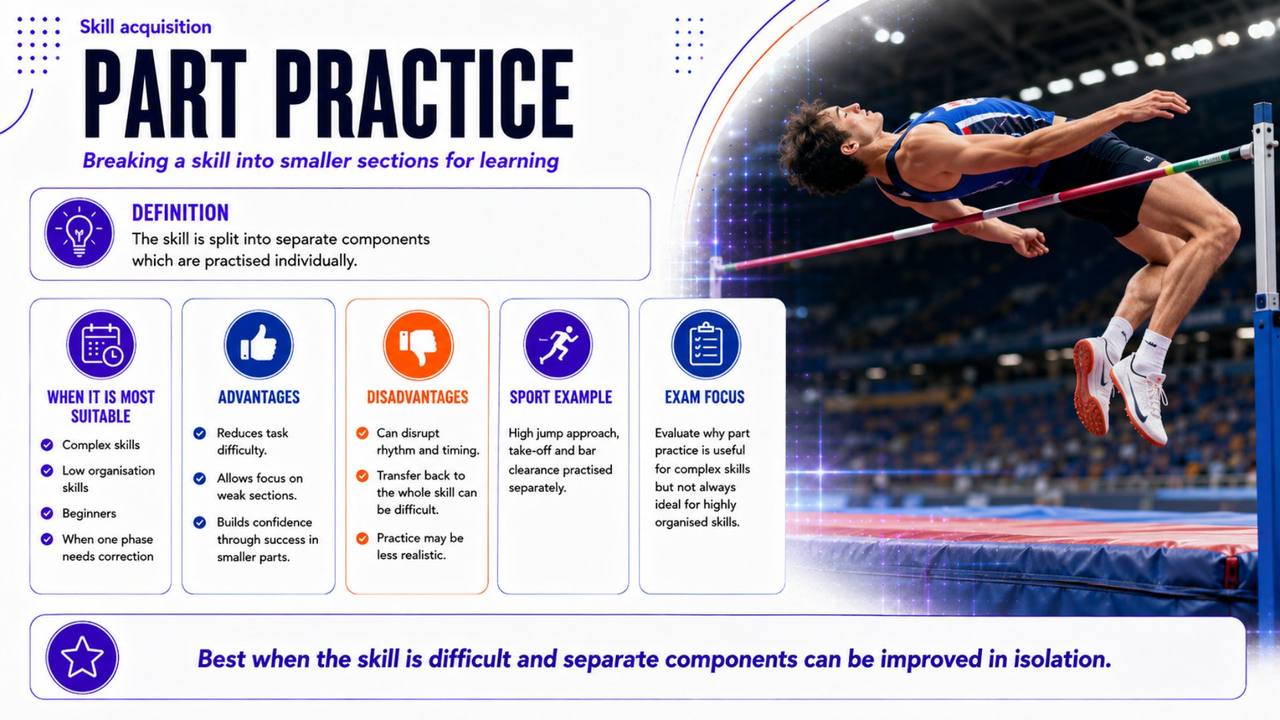 Skill acquisition
PART PRACTICE
Breaking a skill into smaller sections for learning
DEFINITION
The skill is split into separate components
which are practised individually.
WHEN IT IS MOST
SUITABLE
Complex skills
Low organisation
skills
Beginners
When one phase
needs correction
ADVANTAGES
Reduces task
difficulty.
Allows focus on
weak sections.
Builds confidence
through success in
smaller parts.
DISADVANTAGES
Can disrupt
rhythm and timing.
Transfer back to
the whole skill can
be difficult.
Practice may be
less realistic.
SPORT EXAMPLE
High jump approach,
take-off and bar
clearance practised
separately.
EXAM FOCUS
Evaluate why part
practice is useful
for complex skills
but not always
ideal for highly
organised skills.
Best when the skill is difficult and separate components can be improved in isolation.